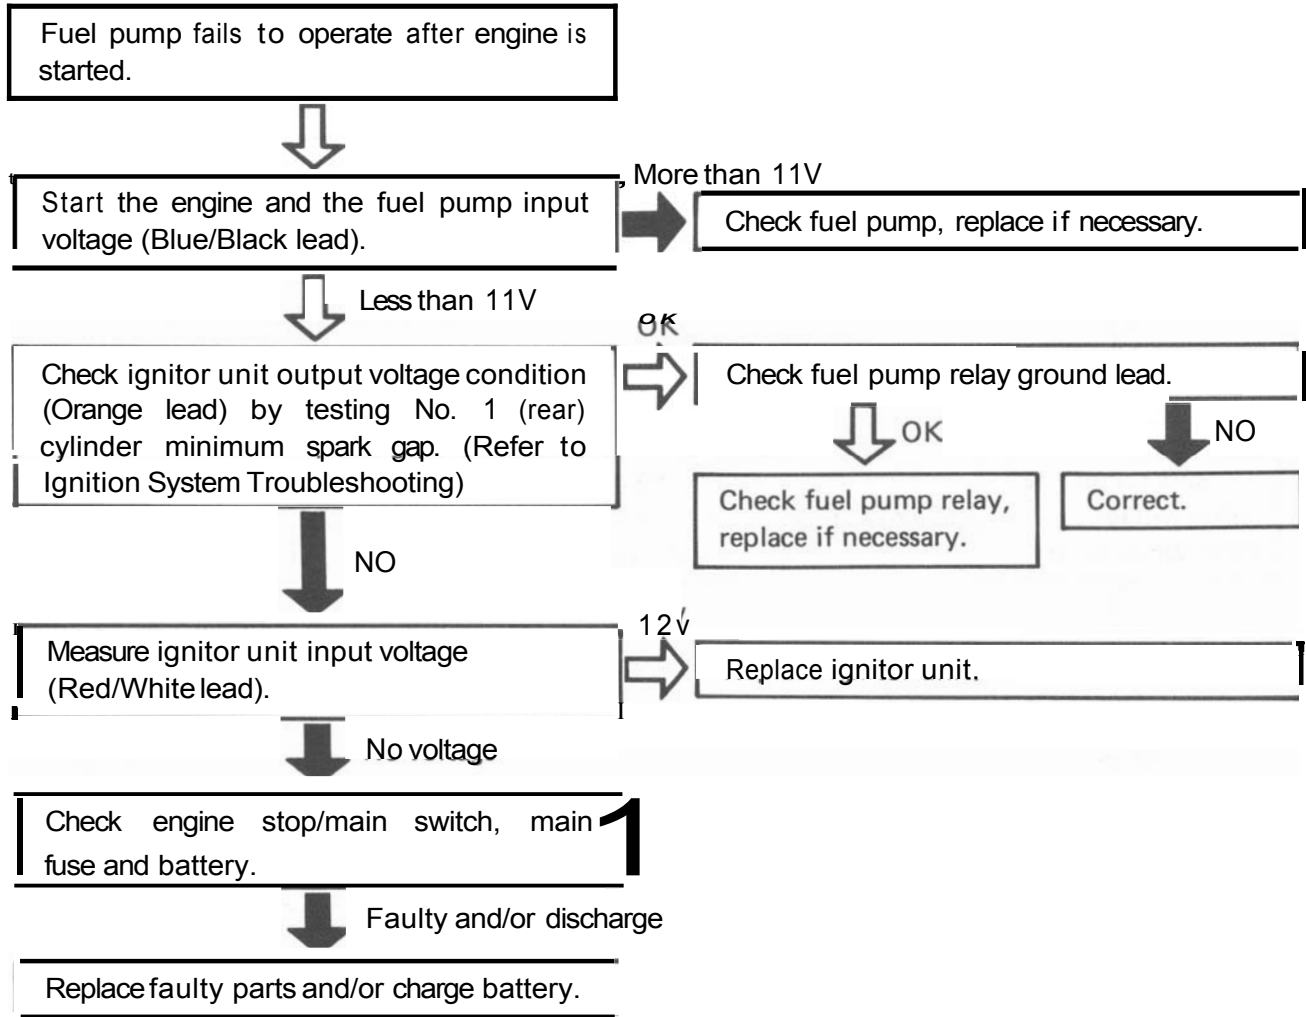 Fuel pump fails to operate after engine is
started.
More than 11V
Start the engine and the fuel pump input
voltage (Blue/Black lead).
Check fuel pump, replace if necessary.
Less than 11V
OK
Check ignitor unit output voltage condition
(Orange lead) by testing No. 1 (rear)
cylinder minimum spark gap. (Refer to
Ignition System Troubleshooting)
Check fuel pump relay ground lead.
OK
NO
Check fuel pump relay,
replace if necessary.
Correct.
NO
12V
Measure ignitor unit input voltage
(Red/White lead).
Replace ignitor unit.
No voltage
Check engine stop/main switch, main
fuse and battery.
1
Faulty and/or discharge
Replace faulty parts and/or charge battery.